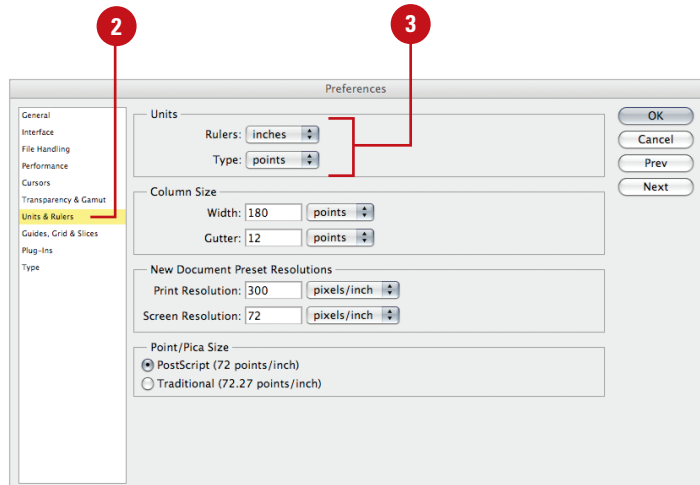 2
3
Preferences
General
Interface
File Handling
Performance
Cursors
Transparency & Gamut
Units & Rulers
Guides, Grid & Slices
Plug-Ins
Type
Units
Rulers: inches
Type: points
Column Size
Width: 180 points
Gutter: 12 points
New Document Preset Resolutions
Print Resolution: 300 pixels/inch
Screen Resolution: 72 pixels/inch
Point/Pica Size
PostScript (72 points/inch)
Traditional (72.27 points/inch)
OK
Cancel
Prev
Next